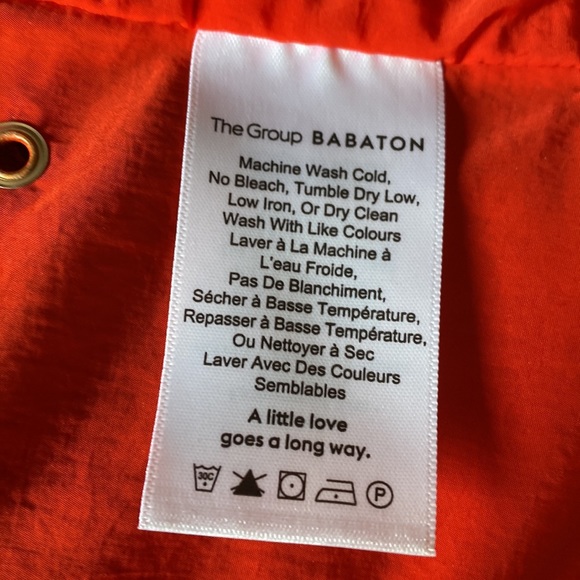 The Group BABATON
Machine Wash Cold,
No Bleach, Tumble Dry Low,
Low Iron, Or Dry Clean
Wash With Like Colours
Laver à La Machine à
L'eau Froide,
Pas De Blanchiment,
Sécher à Basse Température,
Repasser à Basse Température,
Ou Nettoyer à Sec
Laver Avec Des Couleurs
Semblables
A little love
goes a long way.
30C P